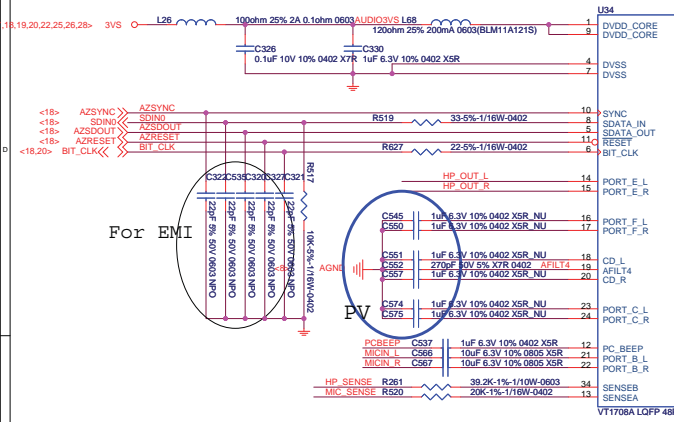 U34
,18,19,20,22,25,26,28> 3VS L26 100ohm 25% 2A 0.1ohm 0603 AUDIO3VS L68 1 DVDD_CORE
120ohm 25% 200mA 0603(BLM11A121S) 9 DVDD_CORE
C326 C330 4 DVSS
0.1uF 10V 10% 0402 X7R 1uF 6.3V 10% 0402 X5R 7 DVSS
<18> AZSYNC AZSYNC 10 SYNC
<18> SDIN0 SDIN0 R519 33-5%-1/16W-0402 8 SDATA_IN
<18> AZSDOUT AZSDOUT 5 SDATA_OUT
<18> AZRESET AZRESET 11 RESET
<18,20> BIT_CLK BIT_CLK R627 22-5%-1/16W-0402 6 BIT_CLK
D
C322 C535 C320 C327 C321 R517
22pF 5% 50V 0603 NPO
22pF 5% 50V 0603 NPO
22pF 5% 50V 0603 NPO
22pF 5% 50V 0603 NPO
22pF 5% 50V 0603 NPO
10K-5%-1/16W-0402
For EMI
HP_OUT_L 14 PORT_E_L
HP_OUT_R 15 PORT_E_R
C545 1uF 6.3V 10% 0402 X5R_NU 16 PORT_F_L
C550 1uF 6.3V 10% 0402 X5R_NU 17 PORT_F_R
C551 1uF 6.3V 10% 0402 X5R_NU 18 CD_L
<8> AGND C552 270pF 50V 5% X7R 0402 AFILT4 19 AFILT4
C557 1uF 6.3V 10% 0402 X5R_NU 20 CD_R
C574 1uF 6.3V 10% 0402 X5R_NU 23 PORT_C_L
PV C575 1uF 6.3V 10% 0402 X5R_NU 24 PORT_C_R
PCBEEP C537 1uF 6.3V 10% 0402 X5R 12 PC_BEEP
MICIN_L C566 10uF 6.3V 10% 0805 X5R 21 PORT_B_L
MICIN_R C567 10uF 6.3V 10% 0805 X5R 22 PORT_B_R
HP_SENSE R261 39.2K-1%-1/10W-0603 34 SENSEB
MIC_SENSE R520 20K-1%-1/16W-0402 13 SENSEA
VT1708A LQFP 48